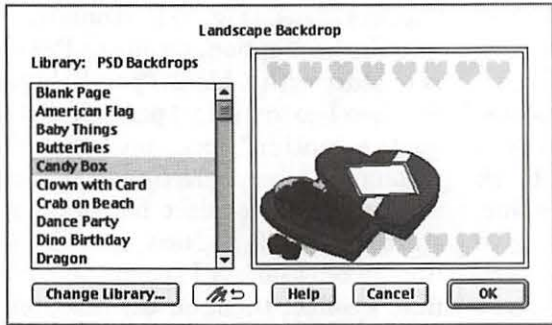 Landscape Backdrop
Library: PSD Backdrops
Blank Page
American Flag
Baby Things
Butterflies
Candy Box
Clown with Card
Crab on Beach
Dance Party
Dino Birthday
Dragon
Change Library... Help Cancel OK